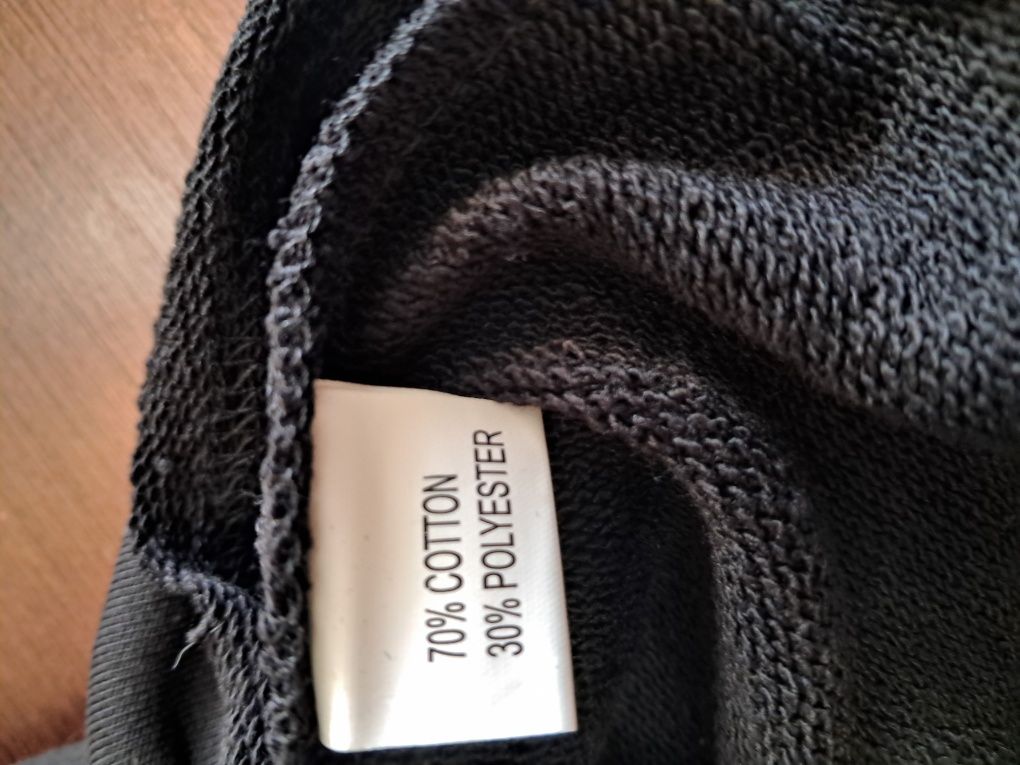 70% COTTON
30% POLYESTER